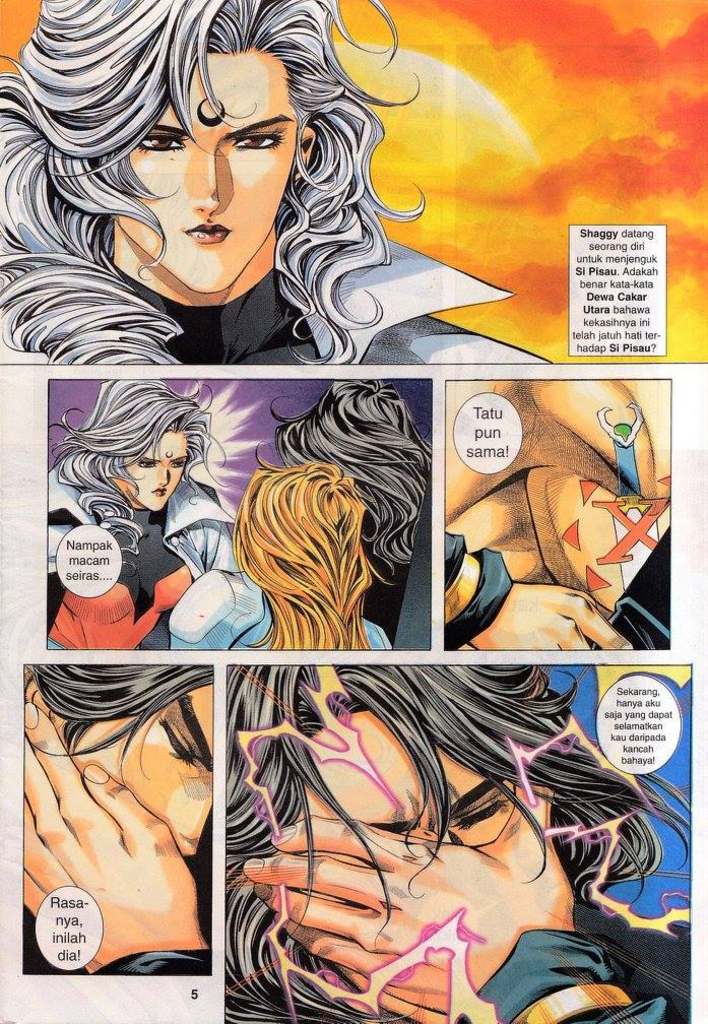 Shaggy datang
seorang diri
untuk menjenguk
Si Pisau. Adakah
benar kata-kata
Dewa Cakar
Utara bahawa
kekasihnya ini
telah jatuh hati ter-
hadap Si Pisau?
Nampak
macam
seiras....
Tatu
pun
sama!
Rasa-
nya,
inilah
dia!
Sekarang,
hanya aku
saja yang dapat
selamatkan
kau daripada
kancah
bahaya!
5